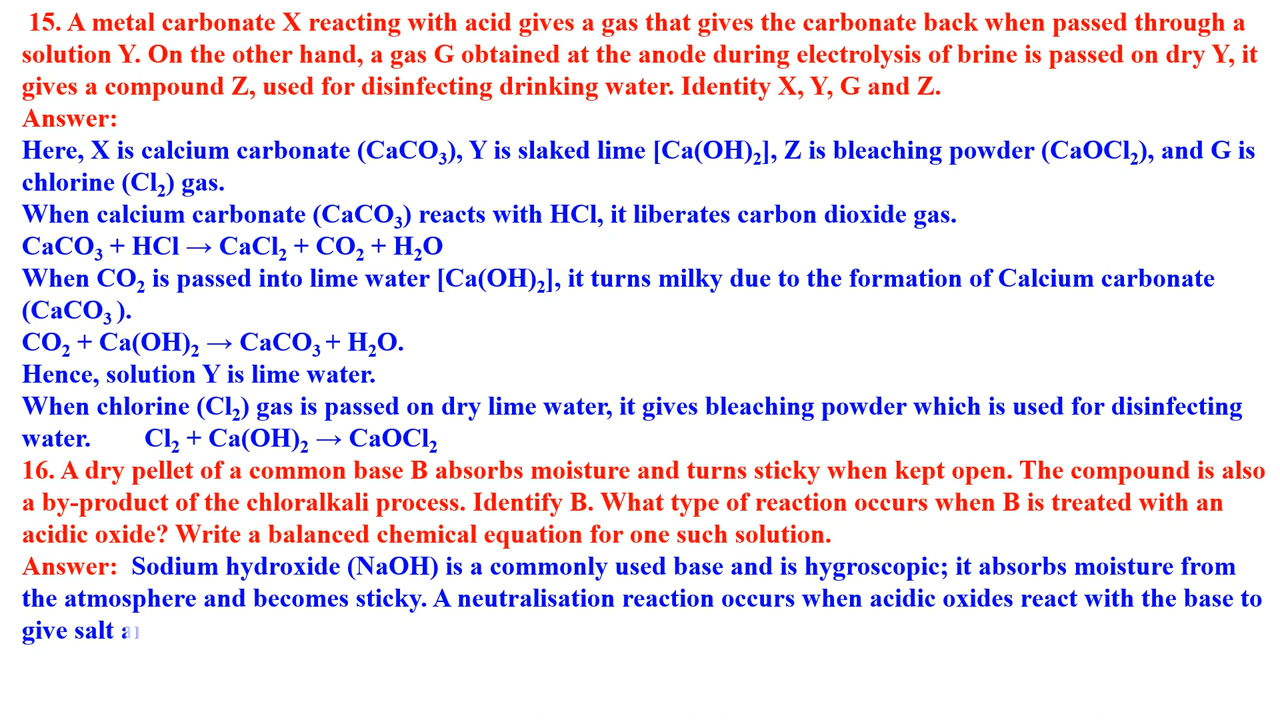 15. A metal carbonate X reacting with acid gives a gas that gives the carbonate back when passed through a
solution Y. On the other hand, a gas G obtained at the anode during electrolysis of brine is passed on dry Y, it
gives a compound Z, used for disinfecting drinking water. Identity X, Y, G and Z.
Answer:
Here, X is calcium carbonate (CaCO₃), Y is slaked lime [Ca(OH)₂], Z is bleaching powder (CaOCl₂), and G is
chlorine (Cl₂) gas.
When calcium carbonate (CaCO₃) reacts with HCl, it liberates carbon dioxide gas.
CaCO₃ + HCl → CaCl₂ + CO₂ + H₂O
When CO₂ is passed into lime water [Ca(OH)₂], it turns milky due to the formation of Calcium carbonate
(CaCO₃ ).
CO₂ + Ca(OH)₂ → CaCO₃ + H₂O.
Hence, solution Y is lime water.
When chlorine (Cl₂) gas is passed on dry lime water, it gives bleaching powder which is used for disinfecting
water. Cl₂ + Ca(OH)₂ → CaOCl₂
16. A dry pellet of a common base B absorbs moisture and turns sticky when kept open. The compound is also
a by-product of the chloralkali process. Identify B. What type of reaction occurs when B is treated with an
acidic oxide? Write a balanced chemical equation for one such solution.
Answer: Sodium hydroxide (NaOH) is a commonly used base and is hygroscopic; it absorbs moisture from
the atmosphere and becomes sticky. A neutralisation reaction occurs when acidic oxides react with the base to
give salt